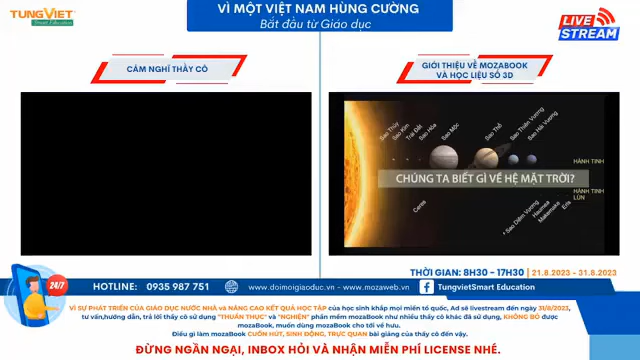 TUNG VIET
Smart Education
VÌ MỘT VIỆT NAM HÙNG CƯỜNG
Bắt đầu từ Giáo dục
LIVE
STREAM
CẢM NGHĨ THẦY CÔ
GIỚI THIỆU VỀ MOZABOOK
VÀ HỌC LIỆU SỐ 3D
Sao Thủy
Sao Kim
Trái Đất
Sao Hỏa
Sao Mộc
Sao Thổ
Sao Thiên Vương
Sao Hải Vương
HÀNH TINH
CHÚNG TA BIẾT GÌ VỀ HỆ MẶT TRỜI?
HÀNH TINH
LÙN
Ceres
Sao Diêm Vương
Haumea
Makemake
Eris
THỜI GIAN: 8H30 - 17H30 | 21.8.2023 - 31.8.2023
24/7
HOTLINE: 0935 987 751
www.doimoigiaoduc.vn - www.mozaweb.vn
TungvietSmart Education
VÌ SỰ PHÁT TRIỂN CỦA GIÁO DỤC NƯỚC NHÀ và NÂNG CAO KẾT QUẢ HỌC TẬP của học sinh khắp mọi miền tổ quốc, Ad sẽ livestream đến ngày 31/8/2023,
tư vấn,hướng dẫn, trả lời thầy cô sử dụng "THUẦN THỤC" và "NGHIỆN" phần mềm mozaBook như nhiều thầy cô khác đã sử dụng, KHÔNG BỎ được
mozaBook, muốn dùng mozaBook cho tới về hưu.
Điều gì làm mozaBook CUỐN HÚT, SINH ĐỘNG, TRỰC QUAN bài giảng của thầy cô đến vậy.
ĐỪNG NGẦN NGẠI, INBOX HỎI VÀ NHẬN MIỄN PHÍ LICENSE NHÉ.